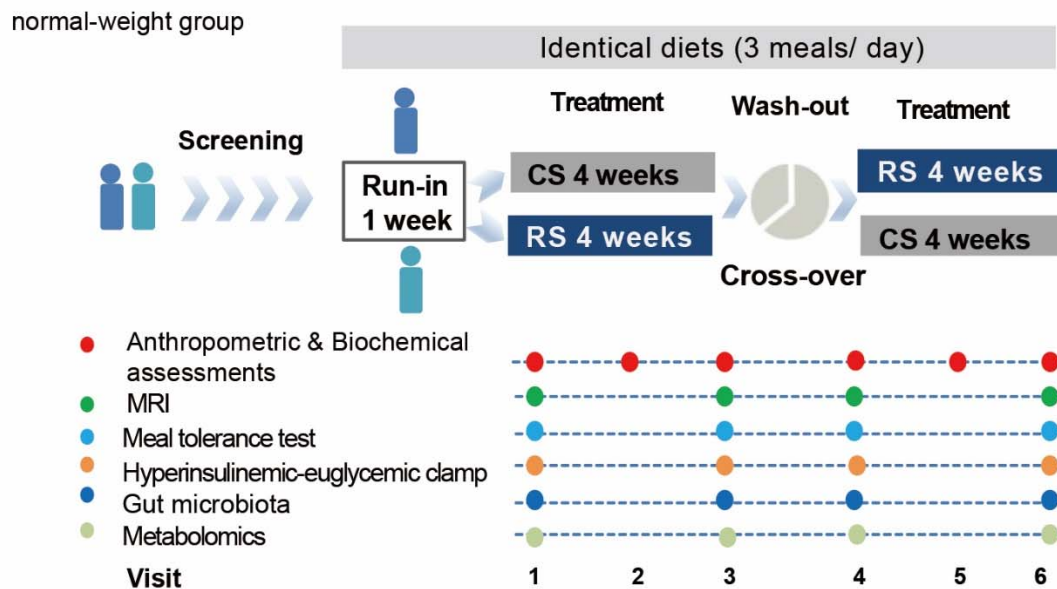 normal-weight group
Identical diets (3 meals/ day)
Treatment
Wash-out
Treatment
Screening
Run-in
1 week
CS 4 weeks
RS 4 weeks
RS 4 weeks
CS 4 weeks
Cross-over
Anthropometric & Biochemical
assessments
MRI
Meal tolerance test
Hyperinsulinemic-euglycemic clamp
Gut microbiota
Metabolomics
Visit 1 2 3 4 5 6